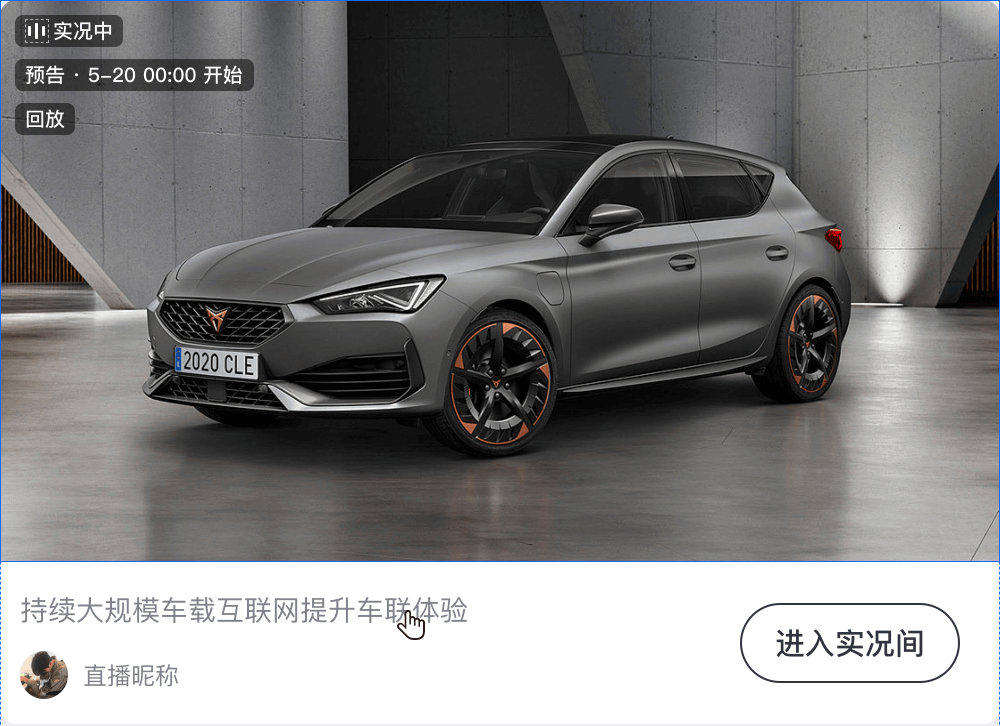 实况中
预告 · 5-20 00:00 开始
回放
2020 CLE
持续大规模车载互联网提升车联体验
直播昵称
进入实况间